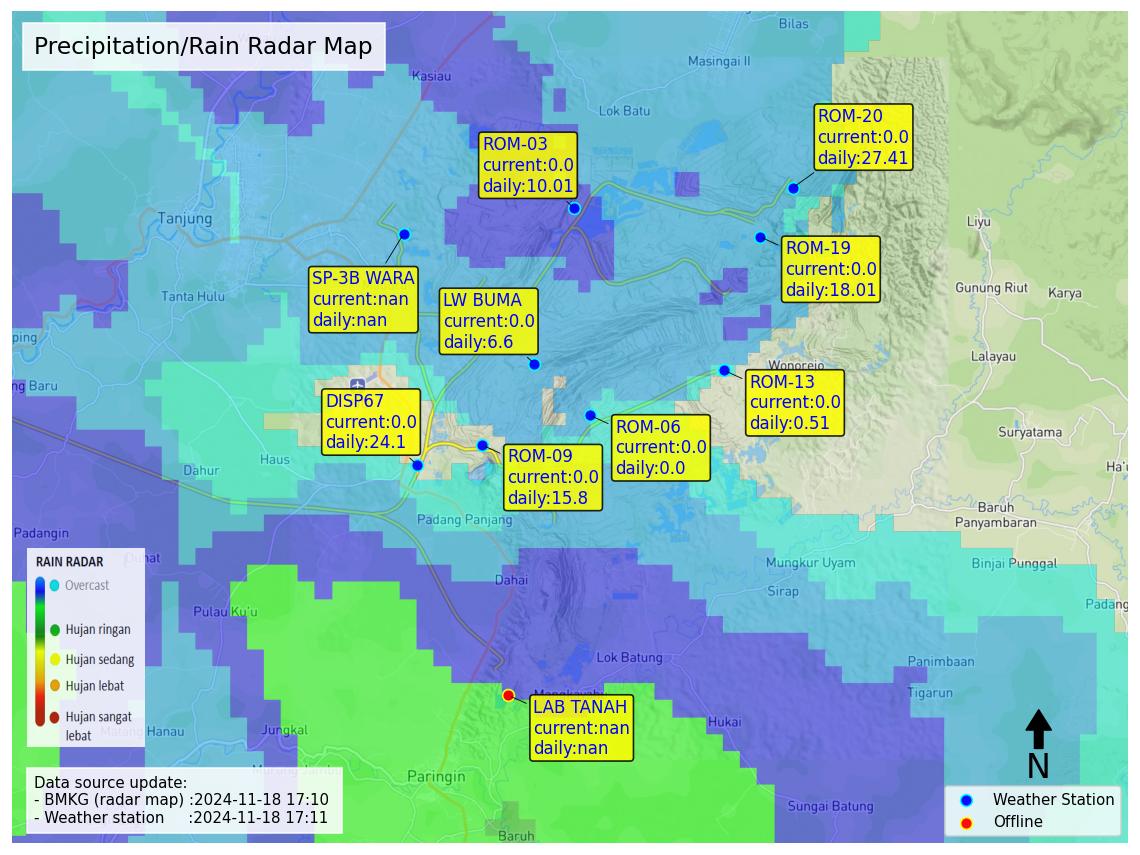 Precipitation/Rain Radar Map
Bilas
Masingai II
Kasiau
Lok Batu
ROM-20
current:0.0
daily:27.41
ROM-03
current:0.0
daily:10.01
Tanjung
Liyu
ROM-19
current:0.0
daily:18.01
SP-3B WARA
current:nan
daily:nan
Tanta Hulu
LW BUMA
current:0.0
daily:6.6
Gunung Riut
Karya
ping
Lalayau
Wonorejo
ng Baru
ROM-13
current:0.0
daily:0.51
DISP67
current:0.0
daily:24.1
ROM-06
current:0.0
daily:0.0
Suryatama
Haus
Dahur
ROM-09
current:0.0
daily:15.8
Ha'u
Baruh
Panyambaran
Padang Panjang
Padangin
RAIN RADAR
Overcast
Hujan ringan
Hujan sedang
Hujan lebat
Hujan sangat
lebat
Mungkur Uyam
Binjai Punggal
Dahai
Sirap
Padang
Pulau Ku'u
Lok Batung
Panimbaan
Tigarun
LAB TANAH
current:nan
daily:nan
Hukai
Jungkal
Hanau
Paringin
Sungai Batung
Baruh
Data source update:
- BMKG (radar map) :2024-11-18 17:10
- Weather station :2024-11-18 17:11
N
Weather Station
Offline